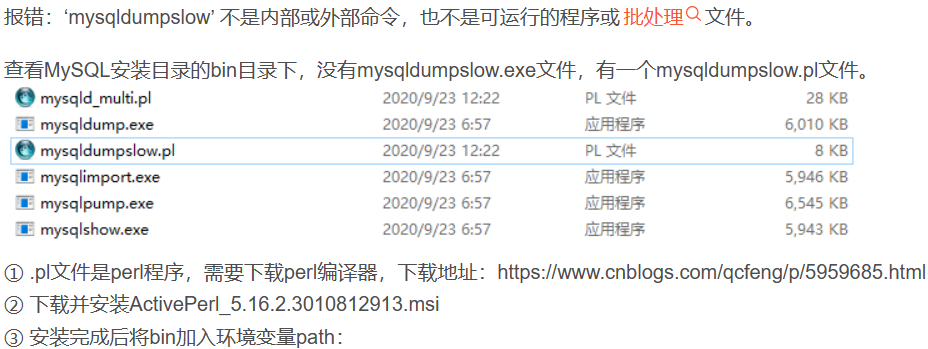 报错：‘mysqldumpslow’ 不是内部或外部命令，也不是可运行的程序或 批处理 文件。
查看MySQL安装目录的bin目录下，没有mysqldumpslow.exe文件，有一个mysqldumpslow.pl文件。
mysqld_multi.pl 2020/9/23 12:22 PL 文件 28 KB
mysqldump.exe 2020/9/23 6:57 应用程序 6,010 KB
mysqldumpslow.pl 2020/9/23 12:22 PL 文件 8 KB
mysqlimport.exe 2020/9/23 6:57 应用程序 5,946 KB
mysqlpump.exe 2020/9/23 6:57 应用程序 6,545 KB
mysqlshow.exe 2020/9/23 6:57 应用程序 5,943 KB
① .pl文件是perl程序，需要下载perl编译器，下载地址：https://www.cnblogs.com/qcfeng/p/5959685.html
② 下载并安装ActivePerl_5.16.2.3010812913.msi
③ 安装完成后将bin加入环境变量path：